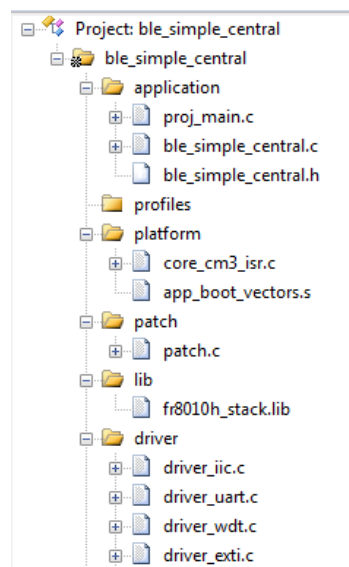 Project: ble_simple_central
ble_simple_central
application
proj_main.c
ble_simple_central.c
ble_simple_central.h
profiles
platform
core_cm3_isr.c
app_boot_vectors.s
patch
patch.c
lib
fr8010h_stack.lib
driver
driver_iic.c
driver_uart.c
driver_wdt.c
driver_exti.c